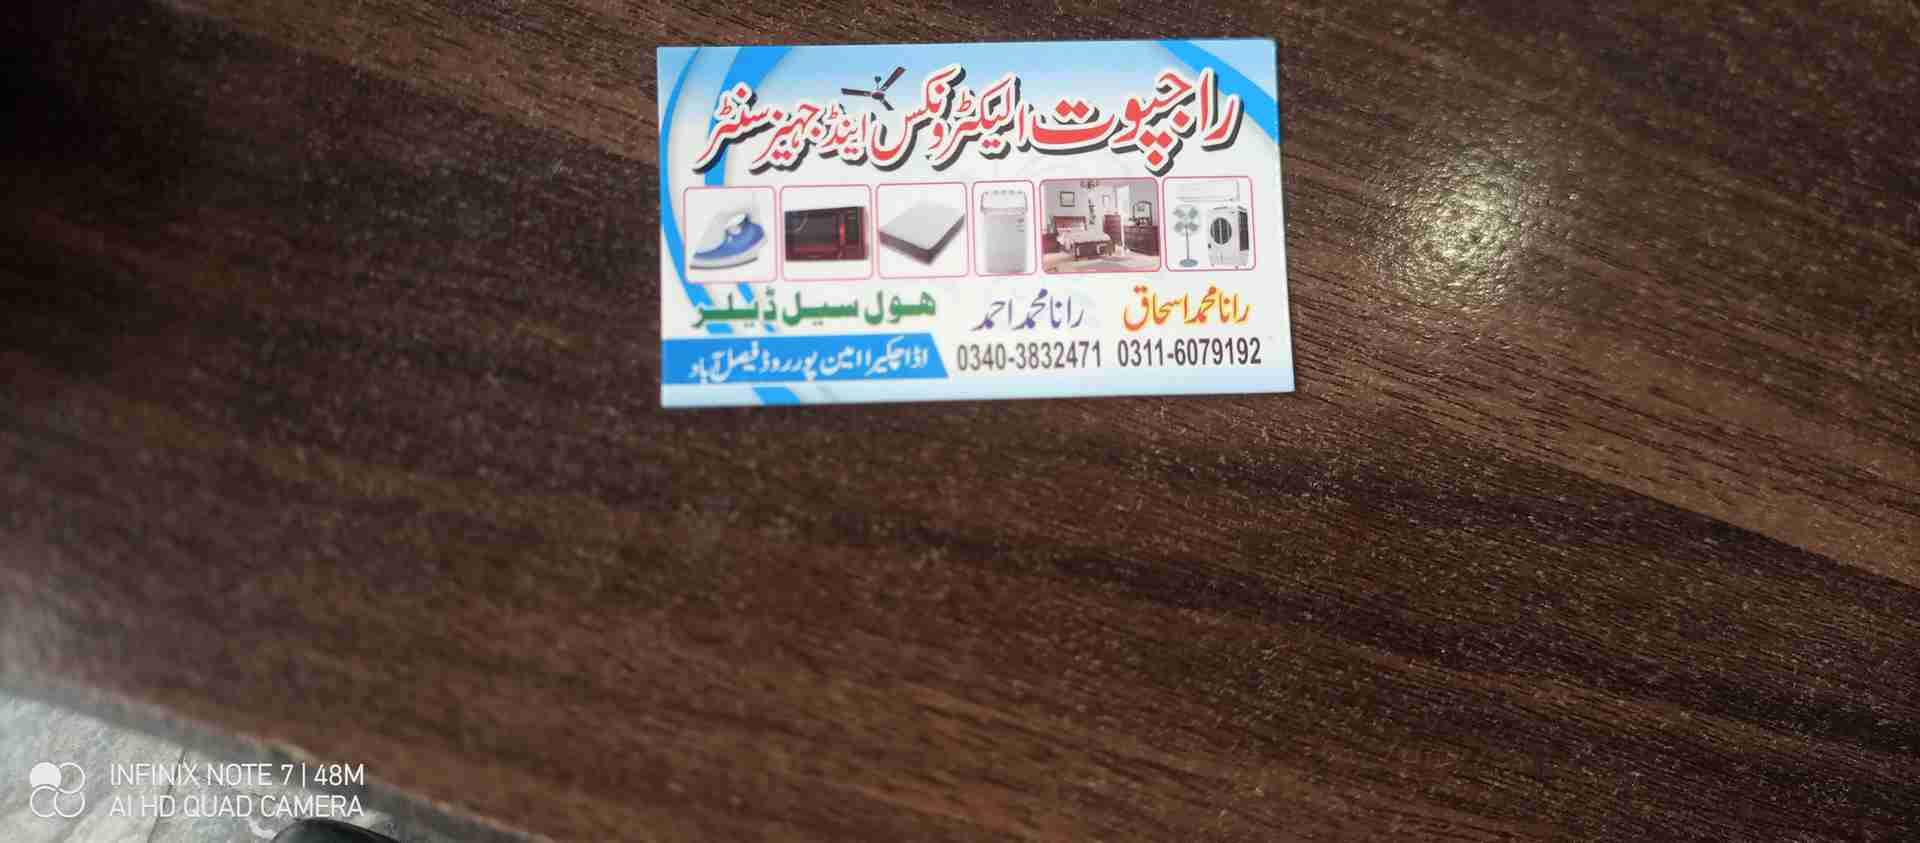 راجپوت الیکٹرونکس اینڈ جہیز سنٹر
رانا محمد اسحاق
رانا محمد احمد
ھول سیل ڈیلر
0311-6079192
0340-3832471
اڈا چکیرا امین پور روڈ فیصل آباد
INFINIX NOTE 7 | 48M
AI HD QUAD CAMERA